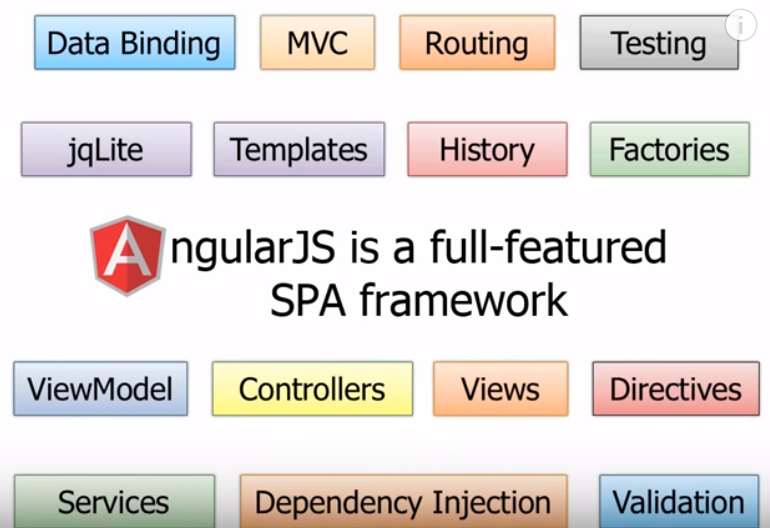 Data Binding
MVC
Routing
Testing
i
jqLite
Templates
History
Factories
AngularJS is a full-featured
SPA framework
ViewModel
Controllers
Views
Directives
Services
Dependency Injection
Validation